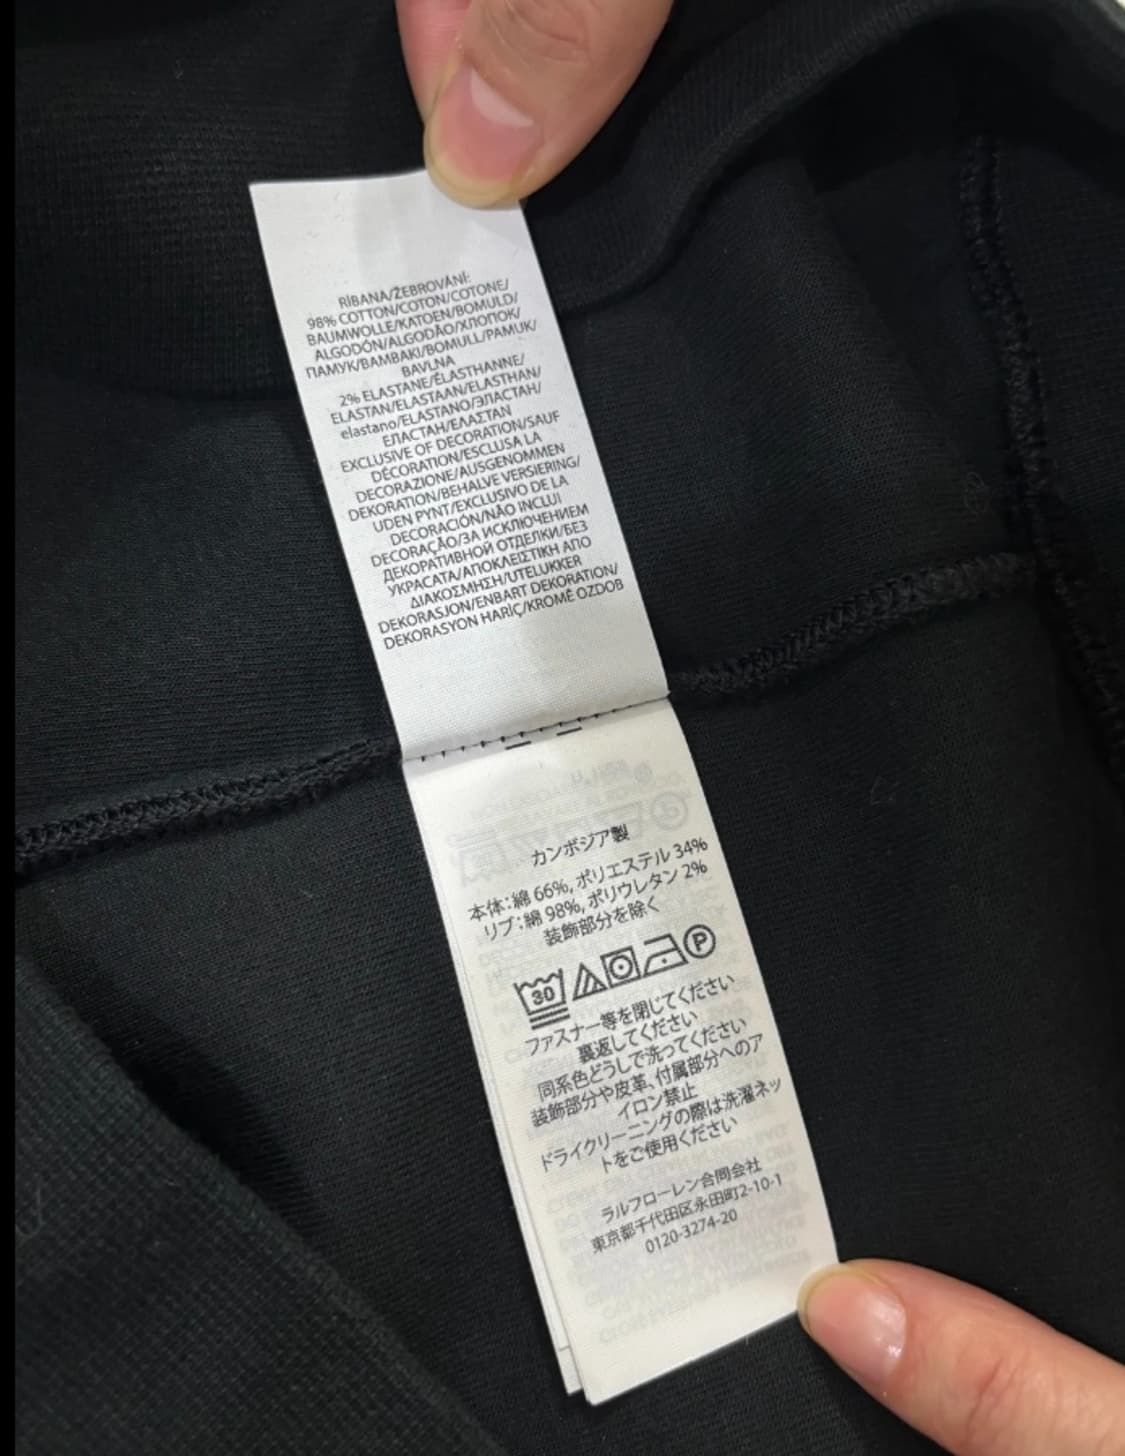 RIBANA/ŽEBROVÁNÍ:
98% COTTON/COTON/COTONE/
BAUMWOLLE/KATOEN/BOMULD/
ALGODÓN/ALGODÃO/ХЛОПОК/
ПАМУК/ΒΑΜΒΑΚΙ/BOMULL/PAMUK/
BAVLNA
2% ELASTANE/ÉLASTHANNE/
ELASTAN/ELASTAAN/ELASTHAN/
elastano/ELASTANO/ЭЛАСТАН/
ЕЛАСТАН/ΕΛΑΣΤΑΝ
EXCLUSIVE OF DECORATION/SAUF
DÉCORATION/ESCLUSA LA
DECORAZIONE/AUSGENOMMEN
DEKORATION/BEHALVE VERSIERING/
UDEN PYNT/EXCLUSIVO DE LA
DECORACIÓN/NÃO INCLUI
DECORAÇÃO/ЗА ИСКЛЮЧЕНИЕМ
ДЕКОРАТИВНОЙ ОТДЕЛКИ/БЕЗ
УКРАСАТА/ΑΠΟΚΛΕΙΣΤΙΚΗ ΑΠΟ
ΔΙΑΚΟΣΜΗΣΗ/UTELUKKER
DEKORASJON/ENBART DEKORATION/
DEKORASYON HARİÇ/KROMĚ OZDOB
カンボジア製
本体：綿 66%, ポリエステル 34%
リブ：綿 98%, ポリウレタン 2%
装飾部分を除く
30 P
ファスナー等を閉じてください
裏返してください
同系色どうしで洗ってください
装飾部分や皮革、付属部分へのア
イロン禁止
ドライクリーニングの際は洗濯ネッ
トをご使用ください
ラルフローレン合同会社
東京都千代田区永田町2-10-1
0120-3274-20